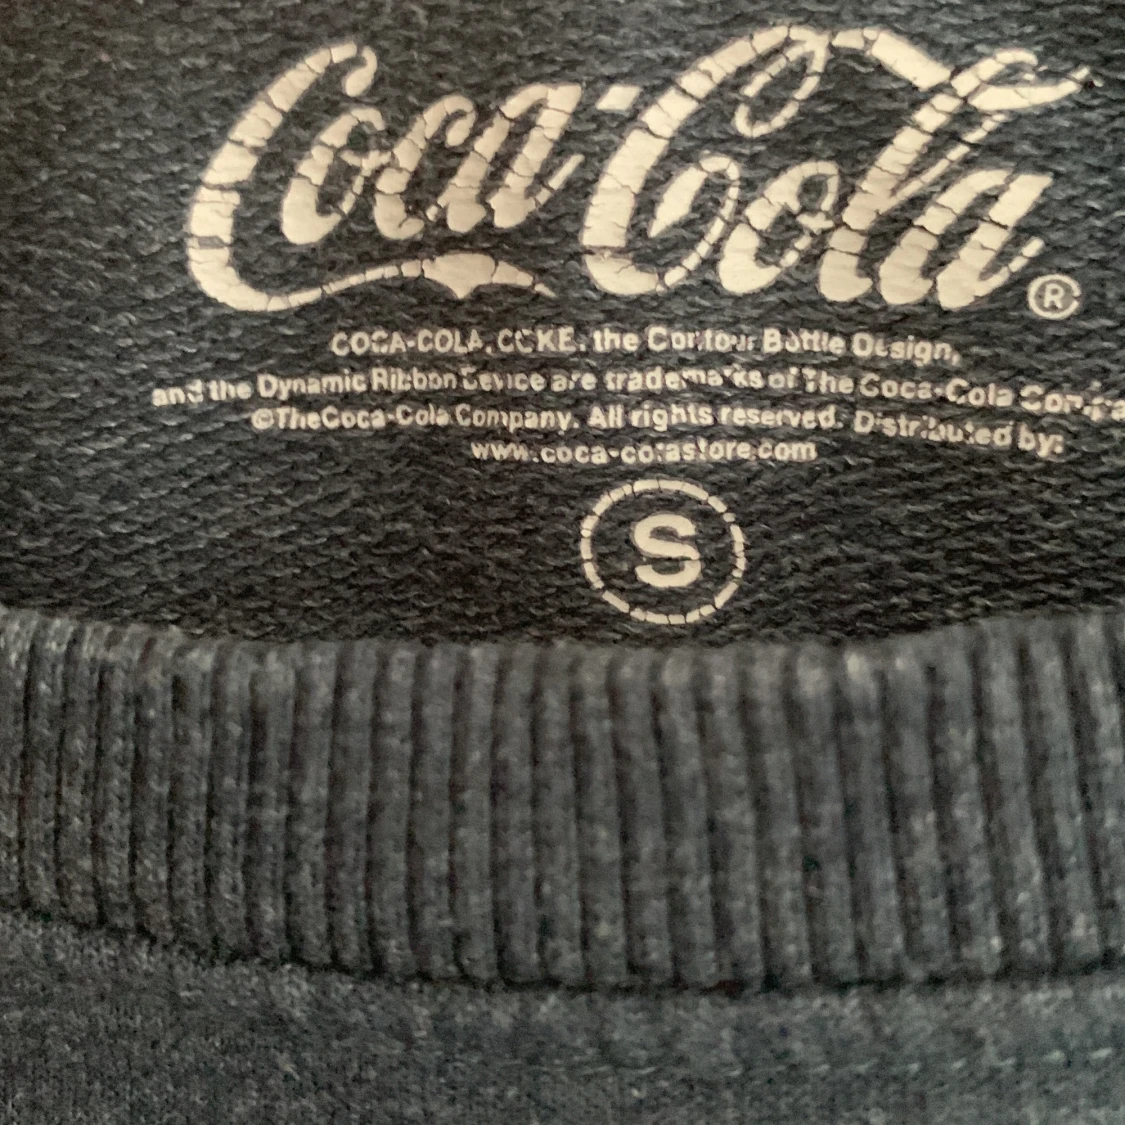 Coca-Cola®
COCA-COLA, COKE, the Contour Bottle Design,
and the Dynamic Ribbon Device are trademarks of The Coca-Cola
©TheCoca-Cola Company. All rights reserved. Distributed by:
www.coca-colastore.com
S